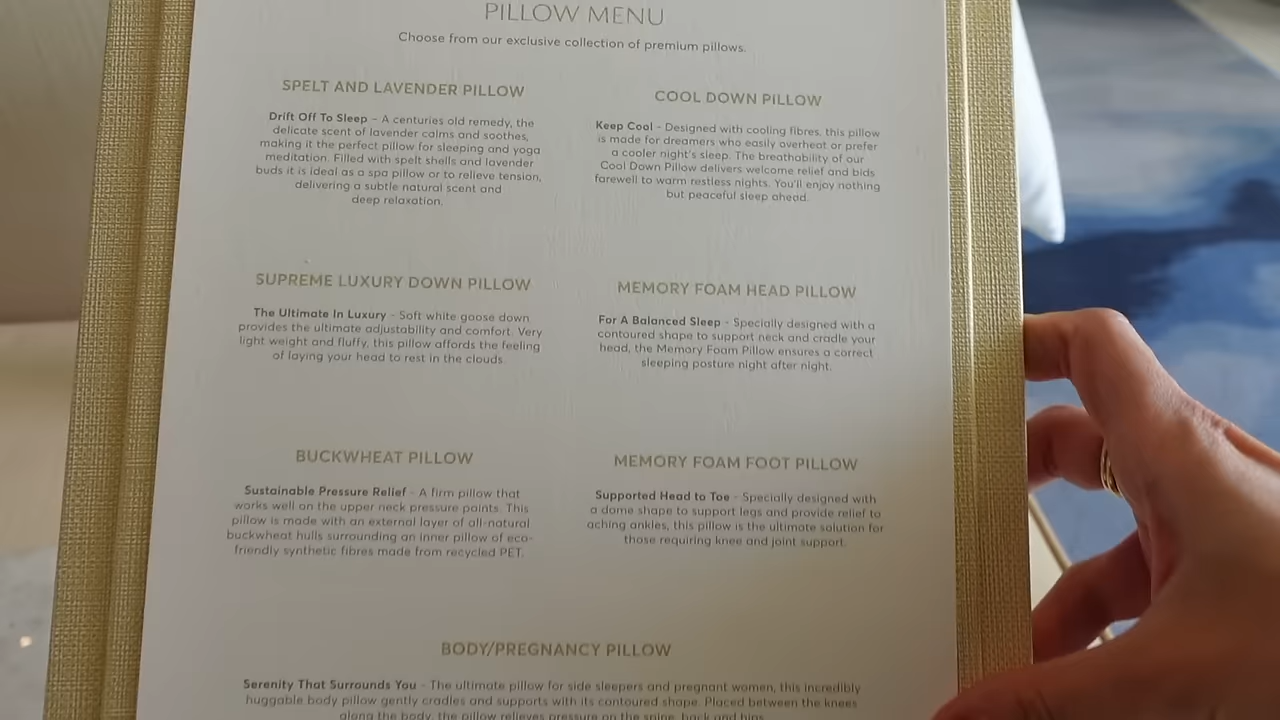 PILLOW MENU
Choose from our exclusive collection of premium pillows.
SPELT AND LAVENDER PILLOW
Drift Off To Sleep – A centuries old remedy, the
delicate scent of lavender calms and soothes,
making it the perfect pillow for sleeping and yoga
meditation. Filled with spelt shells and lavender
buds it is ideal as a spa pillow or to relieve tension,
delivering a subtle natural scent and
deep relaxation.
COOL DOWN PILLOW
Keep Cool - Designed with cooling fibres, this pillow
is made for dreamers who easily overheat or prefer
a cooler night's sleep. The breathability of our
Cool Down Pillow delivers welcome relief and bids
farewell to warm restless nights. You'll enjoy nothing
but peaceful sleep ahead.
SUPREME LUXURY DOWN PILLOW
The Ultimate In Luxury - Soft white goose down
provides the ultimate adjustability and comfort. Very
light weight and fluffy, this pillow affords the feeling
of laying your head to rest in the clouds.
MEMORY FOAM HEAD PILLOW
For A Balanced Sleep - Specially designed with a
contoured shape to support neck and cradle your
head, the Memory Foam Pillow ensures a correct
sleeping posture night after night.
BUCKWHEAT PILLOW
Sustainable Pressure Relief - A firm pillow that
works well on the upper neck pressure points. This
pillow is made with an external layer of all-natural
buckwheat hulls surrounding an inner pillow of eco-
friendly synthetic fibres made from recycled PET.
MEMORY FOAM FOOT PILLOW
Supported Head to Toe - Specially designed with
a dome shape to support legs and provide relief to
aching ankles, this pillow is the ultimate solution for
those requiring knee and joint support.
BODY/PREGNANCY PILLOW
Serenity That Surrounds You - The ultimate pillow for side sleepers and pregnant women, this incredibly
huggable body pillow gently cradles and supports with its contoured shape. Placed between the knees
along the body, the pillow relieves pressure on the spine, back and hips.